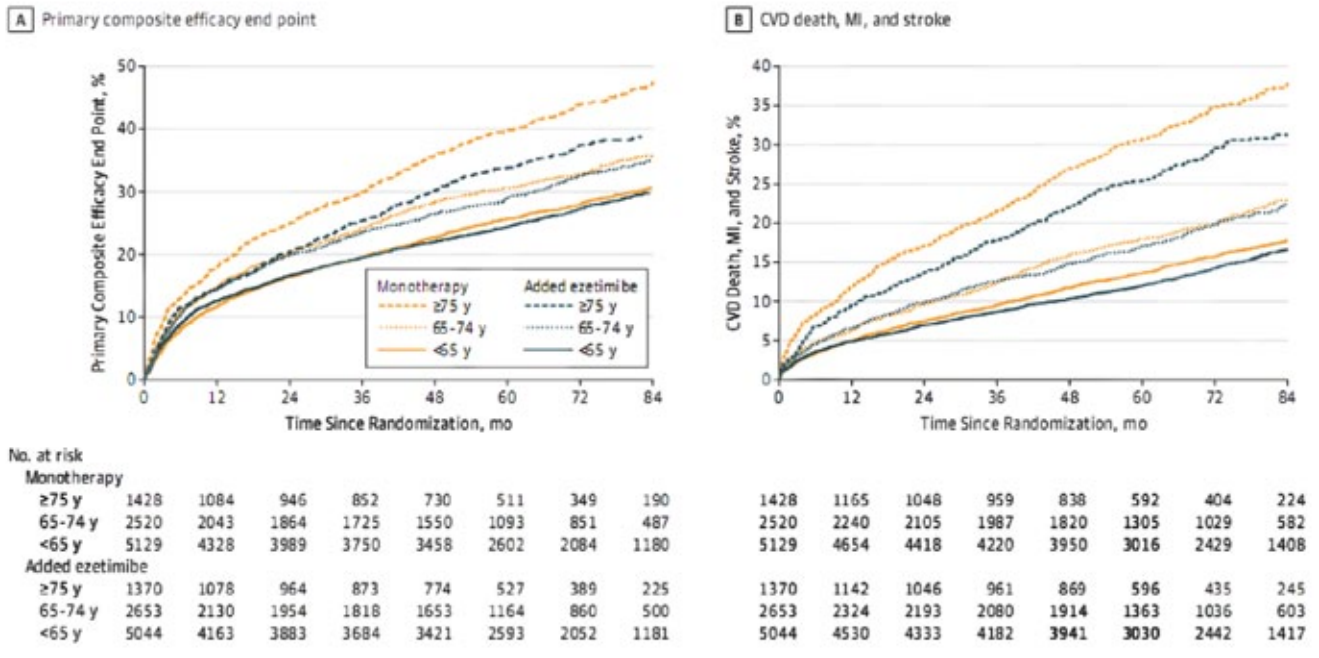 A Primary composite efficacy end point
Primary Composite Efficacy End Point, %
50
40
30
20
10
0
Monotherapy Added ezetimibe
≥75 y ≥75 y
65-74 y 65-74 y
<65 y <65 y
0 12 24 36 48 60 72 84
Time Since Randomization, mo
B CVD death, MI, and stroke
CVD Death, MI, and Stroke, %
40
35
30
25
20
15
10
5
0
0 12 24 36 48 60 72 84
Time Since Randomization, mo
No. at risk
Monotherapy
≥75 y 1428 1084 946 852 730 511 349 190 1428 1165 1048 959 838 592 404 224
65-74 y 2520 2043 1864 1725 1550 1093 851 487 2520 2240 2105 1987 1820 1305 1029 582
<65 y 5129 4328 3989 3750 3458 2602 2084 1180 5129 4654 4418 4220 3950 3016 2429 1408
Added ezetimibe
≥75 y 1370 1078 964 873 774 527 389 225 1370 1142 1046 961 869 596 435 245
65-74 y 2653 2130 1954 1818 1653 1164 860 500 2653 2324 2193 2080 1914 1363 1036 603
<65 y 5044 4163 3883 3684 3421 2593 2052 1181 5044 4530 4333 4182 3941 3030 2442 1417